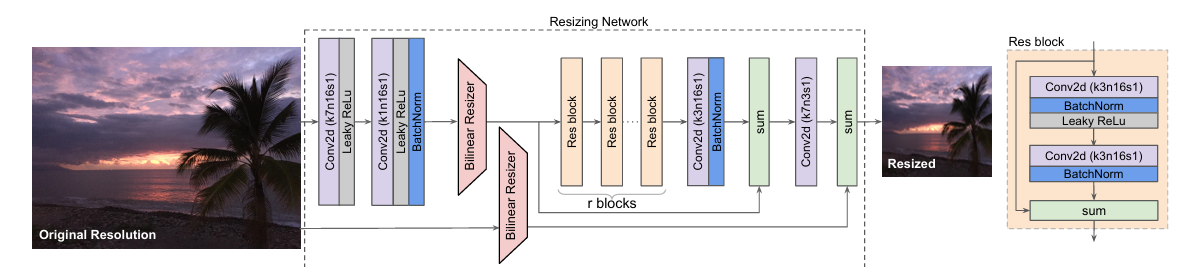 Resizing Network
Original Resolution
Conv2d (k7n16s1)
Leaky ReLu
Conv2d (k1n16s1)
Leaky ReLu
BatchNorm
Bilinear Resizer
Bilinear Resizer
Res block
Res block
...
Res block
r blocks
Conv2d (k3n16s1)
BatchNorm
sum
Conv2d (k7n3s1)
sum
Resized
Res block
Conv2d (k3n16s1)
BatchNorm
Leaky ReLu
Conv2d (k3n16s1)
BatchNorm
sum